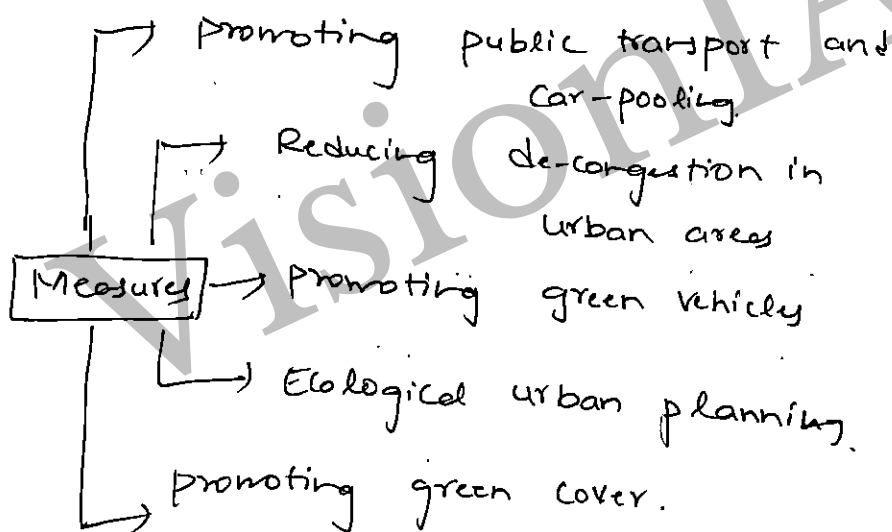 promoting public transport and
car-pooling.
Reducing de-congestion in
urban areas
Measures → promoting green vehicles
Ecological urban planning.
promoting green cover.
VisionIA